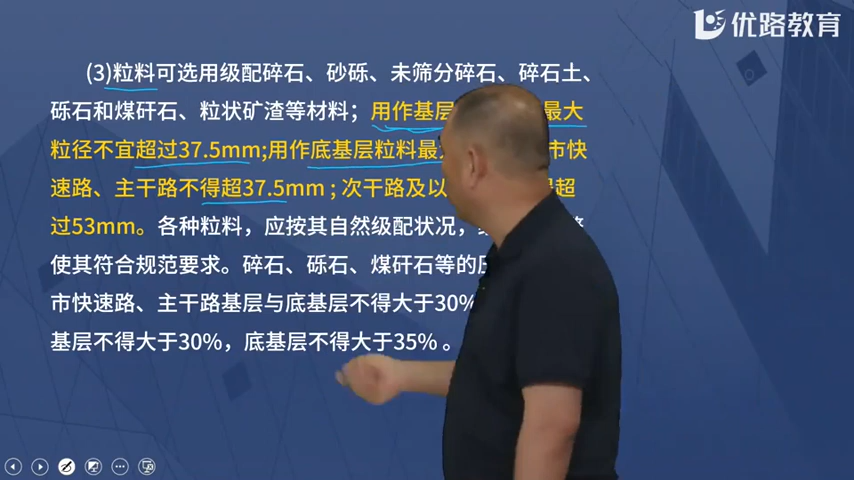 优路教育
(3)粒料可选用级配碎石、砂砾、未筛分碎石、碎石土、
砾石和煤矸石、粒状矿渣等材料；用作基层 最大
粒径不宜超过37.5mm;用作底基层粒料最 市快
速路、主干路不得超37.5mm ; 次干路及以 得超
过53mm。各种粒料，应按其自然级配状况，
使其符合规范要求。碎石、砾石、煤矸石等的
市快速路、主干路基层与底基层不得大于30%
基层不得大于30%，底基层不得大于35% 。